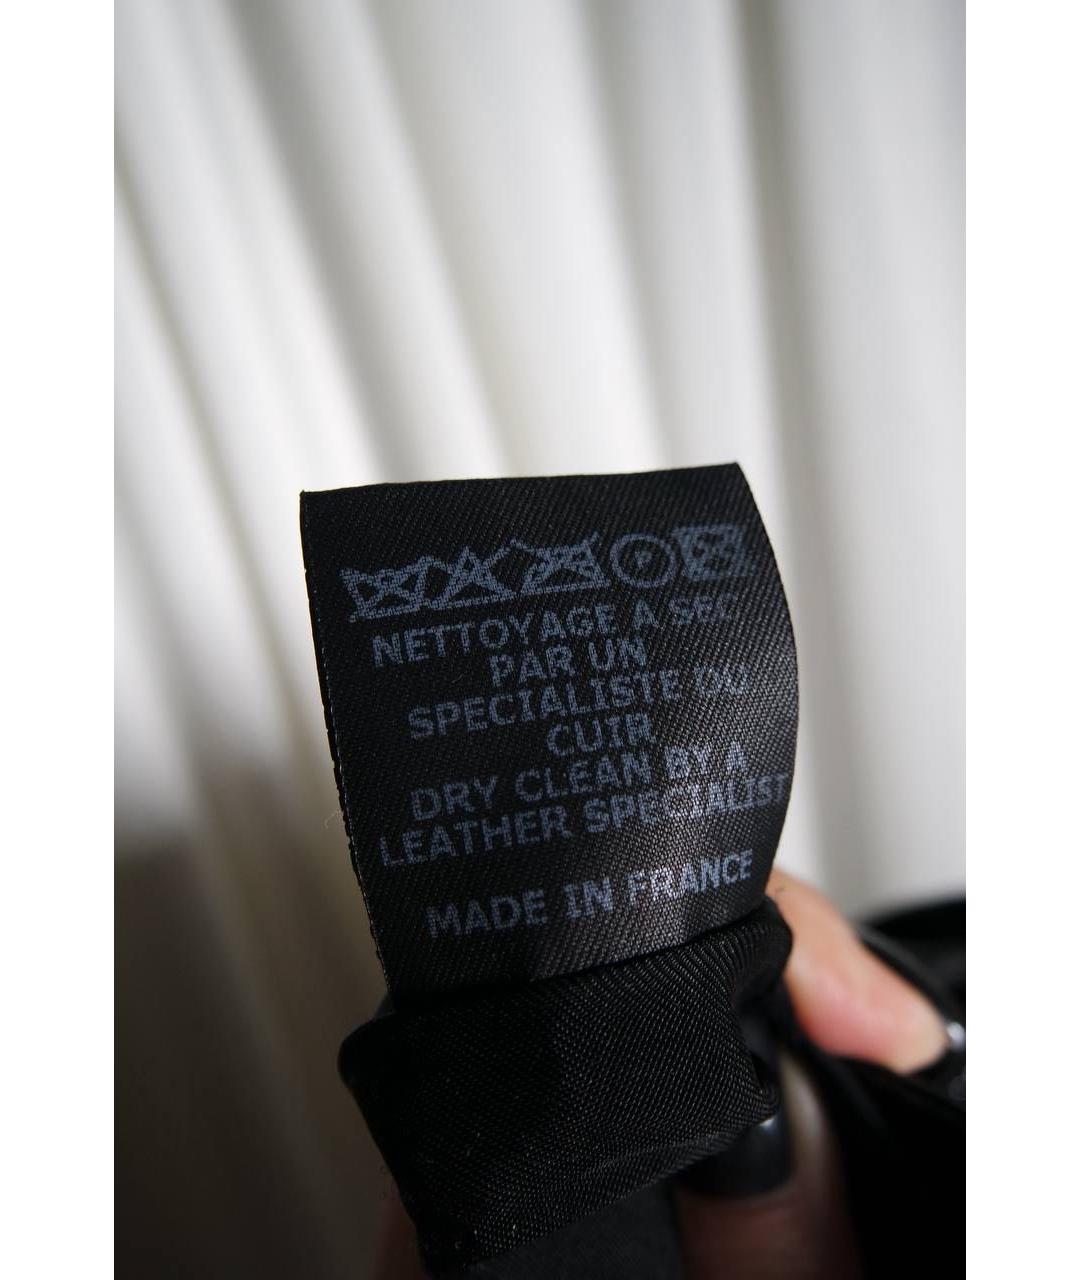 P
NETTOYAGE A SEC
PAR UN
SPECIALISTE DU
CUIR
DRY CLEAN BY A
LEATHER SPECIALIST
MADE IN FRANCE